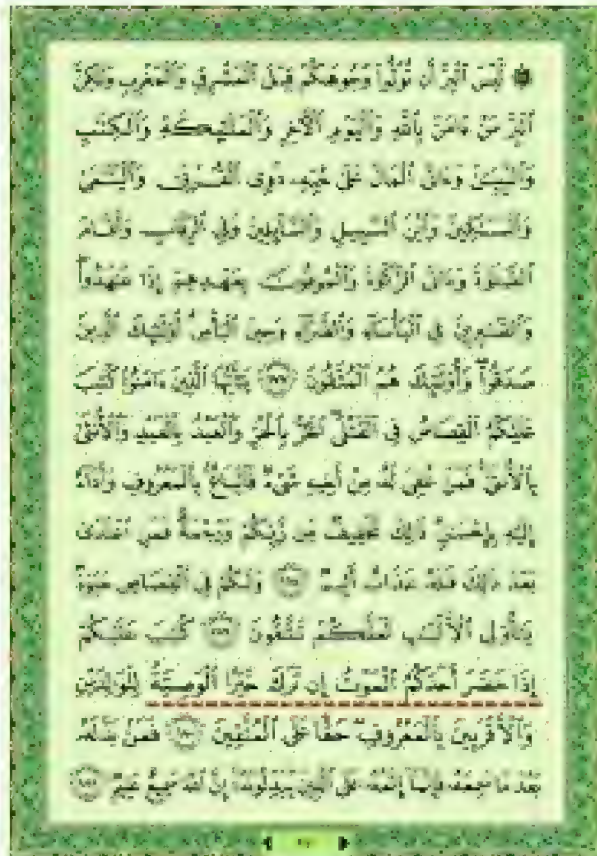 ۞ لَّيْسَ ٱلْبِرَّ أَن تُوَلُّوا۟ وُجُوهَكُمْ قِبَلَ ٱلْمَشْرِقِ وَٱلْمَغْرِبِ وَلَـٰكِنَّ
ٱلْبِرَّ مَنْ ءَامَنَ بِٱللَّهِ وَٱلْيَوْمِ ٱلْـَٔاخِرِ وَٱلْمَلَـٰٓئِكَةِ وَٱلْكِتَـٰبِ
وَٱلنَّبِيِّـۧنَ وَءَاتَى ٱلْمَالَ عَلَىٰ حُبِّهِۦ ذَوِى ٱلْقُرْبَىٰ وَٱلْيَتَـٰمَىٰ
وَٱلْمَسَـٰكِينَ وَٱبْنَ ٱلسَّبِيلِ وَٱلسَّآئِلِينَ وَفِى ٱلرِّقَابِ وَأَقَامَ
ٱلصَّلَوٰةَ وَءَاتَى ٱلزَّكَوٰةَ وَٱلْمُوفُونَ بِعَهْدِهِمْ إِذَا عَـٰهَدُوا۟
وَٱلصَّـٰبِرِينَ فِى ٱلْبَأْسَآءِ وَٱلضَّرَّآءِ وَحِينَ ٱلْبَأْسِ أُو۟لَـٰٓئِكَ ٱلَّذِينَ
صَدَقُوا۟ وَأُو۟لَـٰٓئِكَ هُمُ ٱلْمُتَّقُونَ ١٧٧ يَـٰٓأَيُّهَا ٱلَّذِينَ ءَامَنُوا۟ كُتِبَ
عَلَيْكُمُ ٱلْقِصَاصُ فِى ٱلْقَتْلَى ٱلْحُرُّ بِٱلْحُرِّ وَٱلْعَبْدُ بِٱلْعَبْدِ وَٱلْأُنثَىٰ
بِٱلْأُنثَىٰ فَمَنْ عُفِىَ لَهُۥ مِنْ أَخِيهِ شَىْءٌ فَٱتِّبَاعٌۢ بِٱلْمَعْرُوفِ وَأَدَآءٌ
إِلَيْهِ بِإِحْسَـٰنٍ ذَٰلِكَ تَخْفِيفٌ مِّن رَّبِّكُمْ وَرَحْمَةٌ فَمَنِ ٱعْتَدَىٰ
بَعْدَ ذَٰلِكَ فَلَهُۥ عَذَابٌ أَلِيمٌ ١٧٨ وَلَكُمْ فِى ٱلْقِصَاصِ حَيَوٰةٌ
يَـٰٓأُو۟لِى ٱلْأَلْبَـٰبِ لَعَلَّكُمْ تَتَّقُونَ ١٧٩ كُتِبَ عَلَيْكُمْ
إِذَا حَضَرَ أَحَدَكُمُ ٱلْمَوْتُ إِن تَرَكَ خَيْرًا ٱلْوَصِيَّةُ لِلْوَٰلِدَيْنِ
وَٱلْأَقْرَبِينَ بِٱلْمَعْرُوفِ حَقًّا عَلَى ٱلْمُتَّقِينَ ١٨٠ فَمَنۢ بَدَّلَهُۥ
بَعْدَ مَا سَمِعَهُۥ فَإِنَّمَآ إِثْمُهُۥ عَلَى ٱلَّذِينَ يُبَدِّلُونَهُۥٓ إِنَّ ٱللَّهَ سَمِيعٌ عَلِيمٌ ١٨١